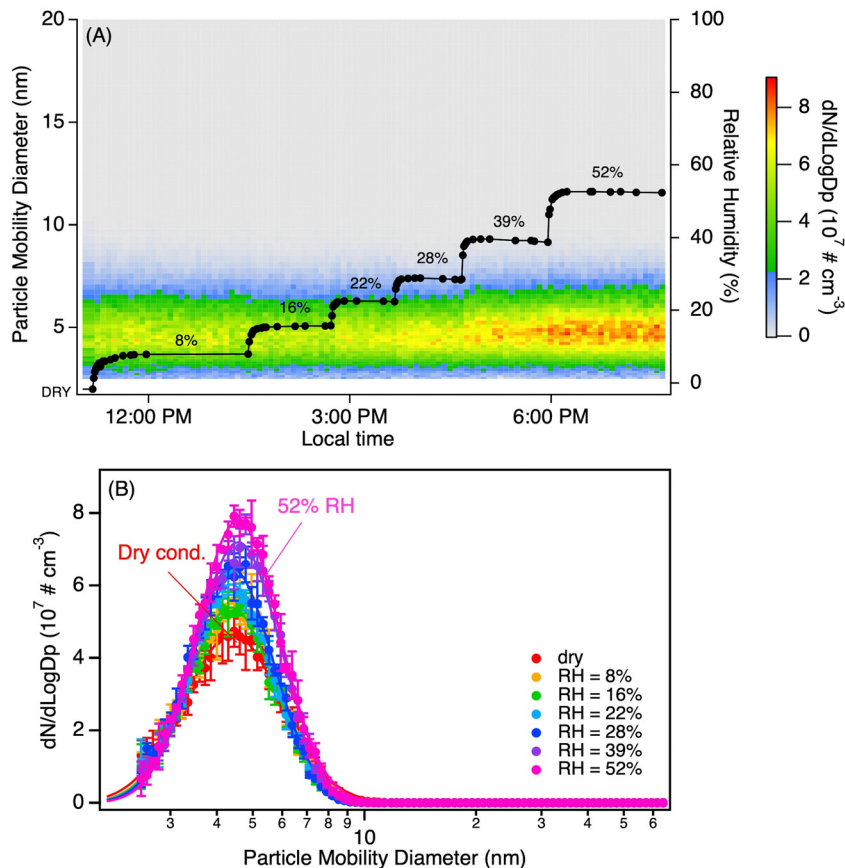 (A)
Particle Mobility Diameter (nm)
20
15
10
5
DRY
8%
16%
22%
28%
39%
52%
100
80
60
40
20
0
Relative Humidity (%)
12:00 PM
3:00 PM
6:00 PM
Local time
8
6
4
2
0
dN/dLogDp (10⁷ # cm⁻³)
(B)
dN/dLogDp (10⁷ # cm⁻³)
8
6
4
2
0
52% RH
Dry cond.
dry
RH = 8%
RH = 16%
RH = 22%
RH = 28%
RH = 39%
RH = 52%
3 4 5 6 7 8 9 10 2 3 4 5 6
Particle Mobility Diameter (nm)